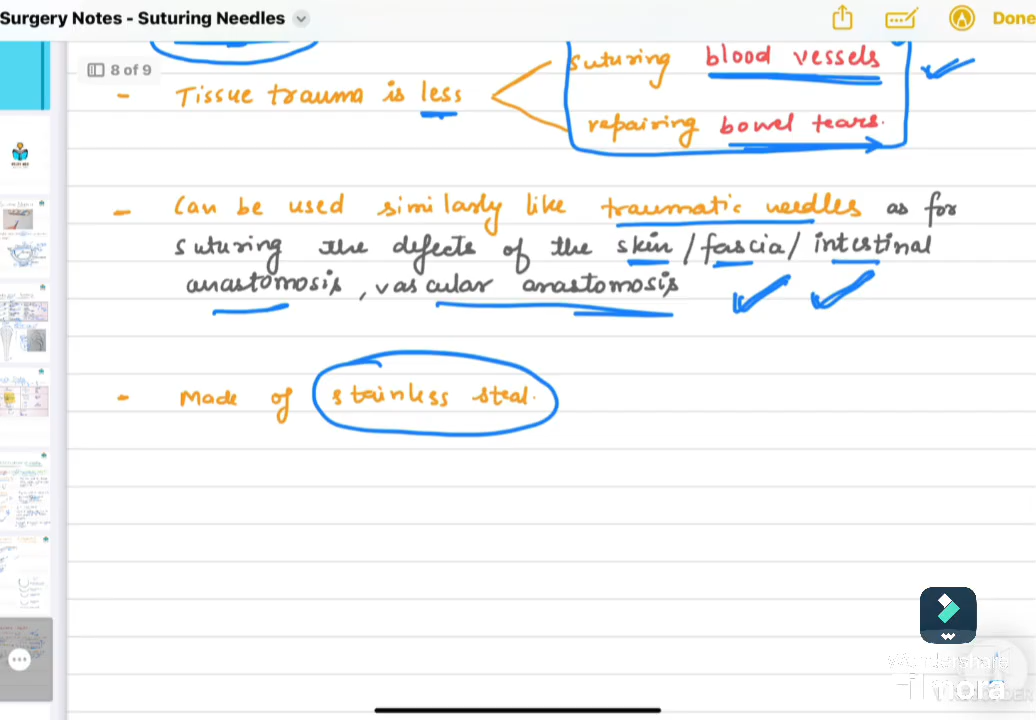 Surgery Notes - Suturing Needles
Done
8 of 9
suturing blood vessels
- Tissue trauma is less
repairing bowel tears.
- Can be used similarly like traumatic needles as for
suturing the defects of the skin/fascia/intestinal
anastomosis, vascular anastomosis
- Made of stainless steal.
Wondershare
Filmora